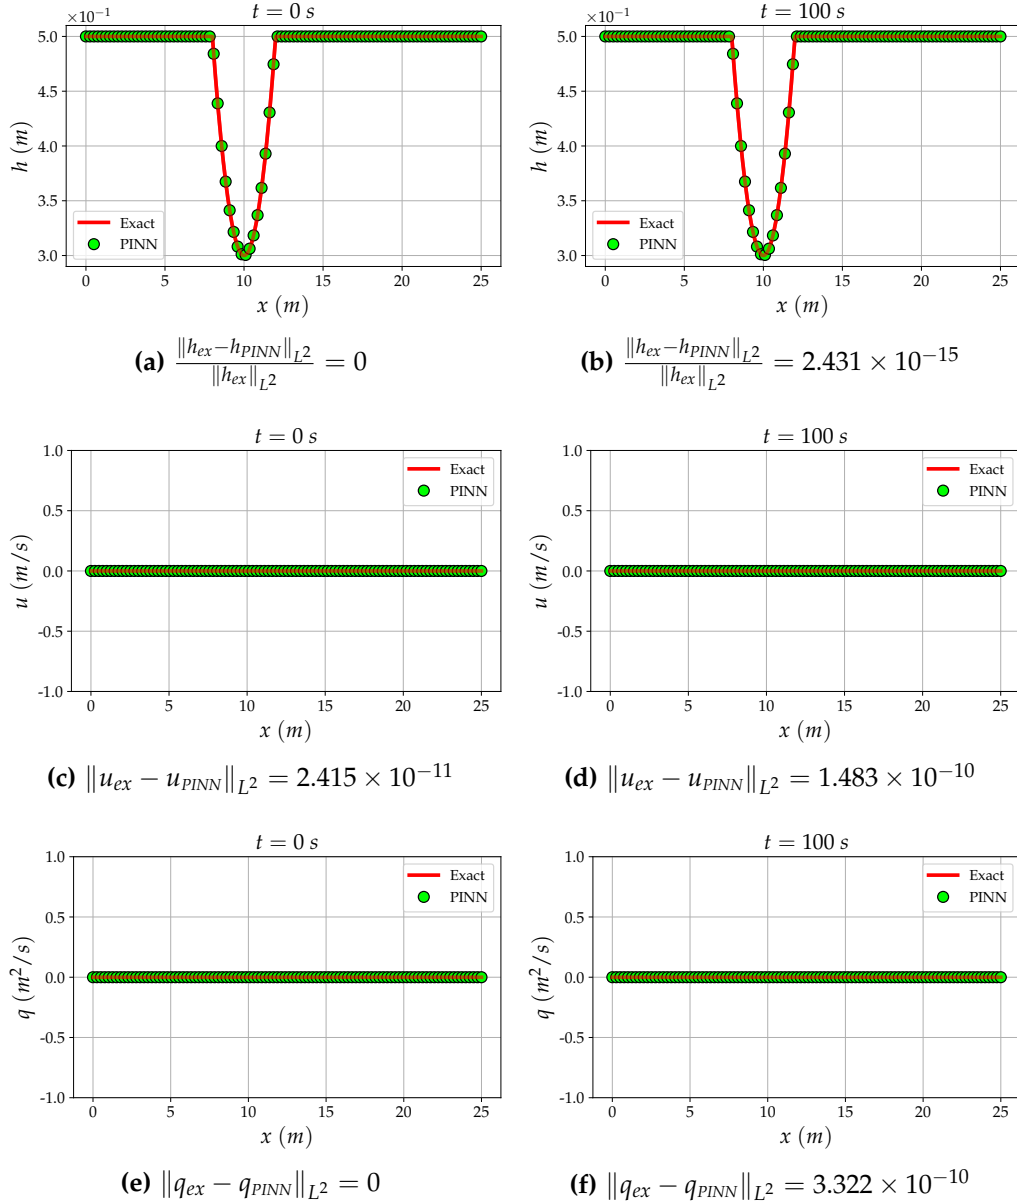 ×10⁻¹ t = 0 s
5.0
4.5
4.0
3.5
3.0
h (m)
Exact
PINN
0 5 10 15 20 25
x (m)
(a) ‖h_ex − h_PINN‖_{L²} / ‖h_ex‖_{L²} = 0
×10⁻¹ t = 100 s
5.0
4.5
4.0
3.5
3.0
h (m)
Exact
PINN
0 5 10 15 20 25
x (m)
(b) ‖h_ex − h_PINN‖_{L²} / ‖h_ex‖_{L²} = 2.431 × 10⁻¹⁵
t = 0 s
1.0
0.5
0.0
-0.5
-1.0
u (m/s)
Exact
PINN
0 5 10 15 20 25
x (m)
(c) ‖u_ex − u_PINN‖_{L²} = 2.415 × 10⁻¹¹
t = 100 s
1.0
0.5
0.0
-0.5
-1.0
u (m/s)
Exact
PINN
0 5 10 15 20 25
x (m)
(d) ‖u_ex − u_PINN‖_{L²} = 1.483 × 10⁻¹⁰
t = 0 s
1.0
0.5
0.0
-0.5
-1.0
q (m²/s)
Exact
PINN
0 5 10 15 20 25
x (m)
(e) ‖q_ex − q_PINN‖_{L²} = 0
t = 100 s
1.0
0.5
0.0
-0.5
-1.0
q (m²/s)
Exact
PINN
0 5 10 15 20 25
x (m)
(f) ‖q_ex − q_PINN‖_{L²} = 3.322 × 10⁻¹⁰